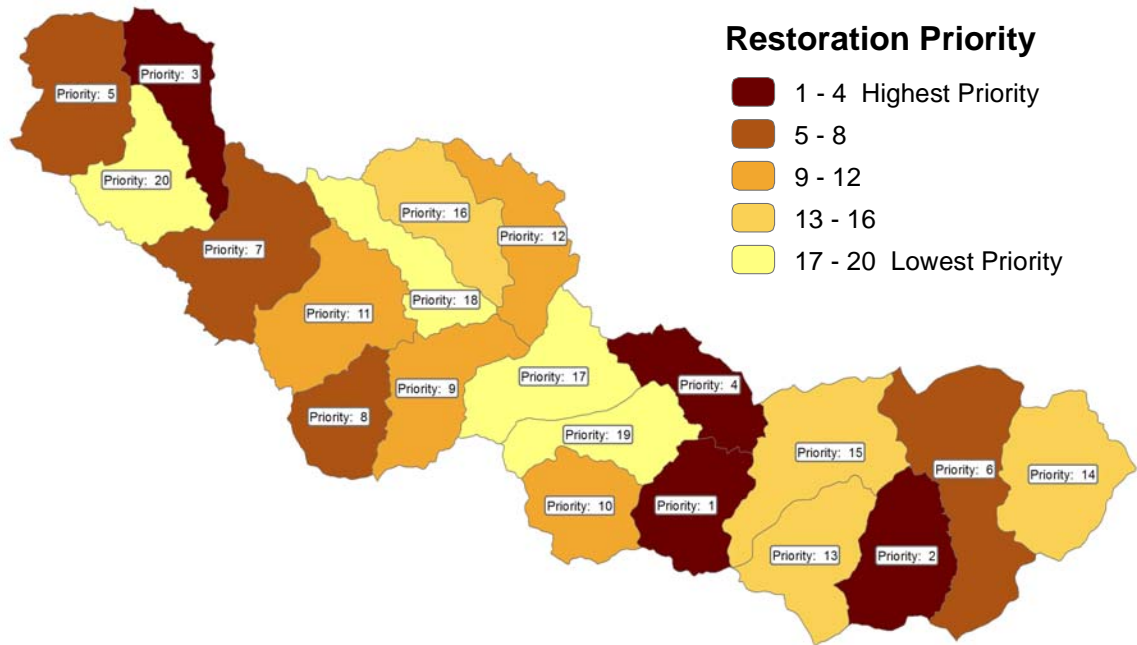 Restoration Priority
1 - 4 Highest Priority
5 - 8
9 - 12
13 - 16
17 - 20 Lowest Priority
Priority: 3
Priority: 5
Priority: 20
Priority: 16
Priority: 12
Priority: 7
Priority: 18
Priority: 11
Priority: 17
Priority: 4
Priority: 9
Priority: 8
Priority: 19
Priority: 15
Priority: 6
Priority: 14
Priority: 10
Priority: 1
Priority: 13
Priority: 2